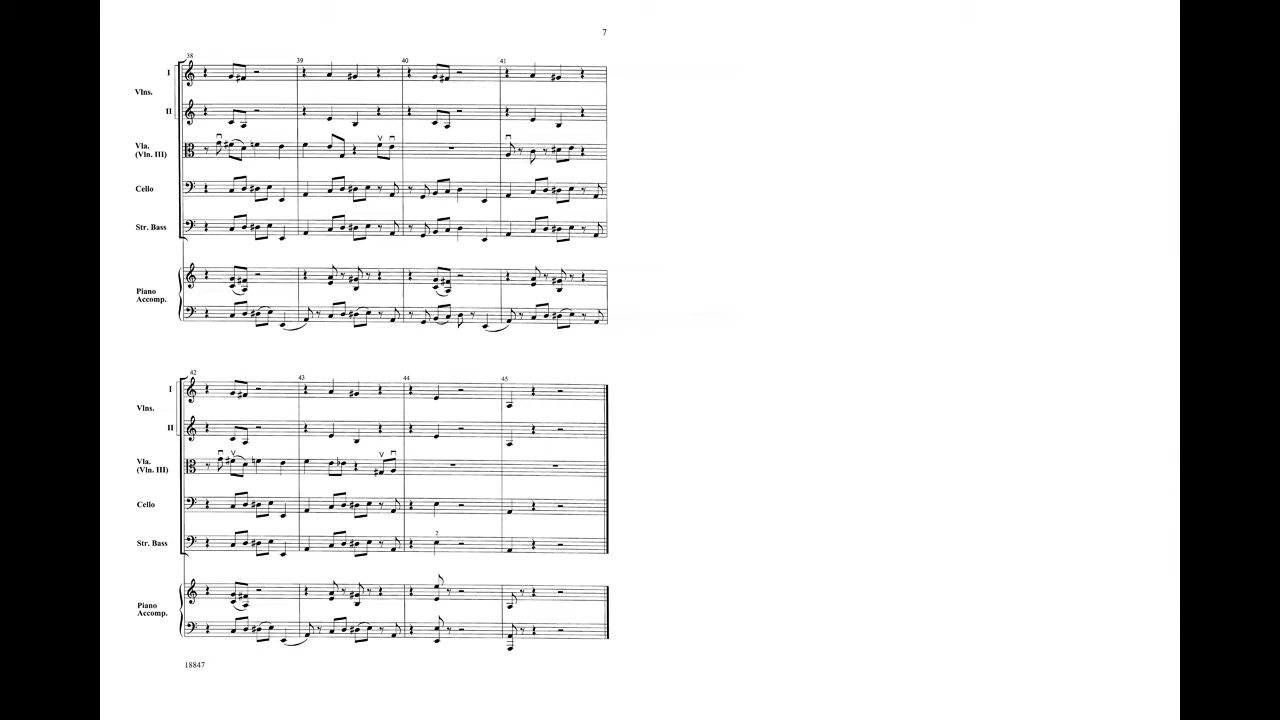 7
38 39 40 41
I
Vlns.
II
Vla.
(Vln. III)
Cello
Str. Bass
Piano
Accomp.
42 43 44 45
I
Vlns.
II
Vla.
(Vln. III)
Cello
2
Str. Bass
Piano
Accomp.
18847